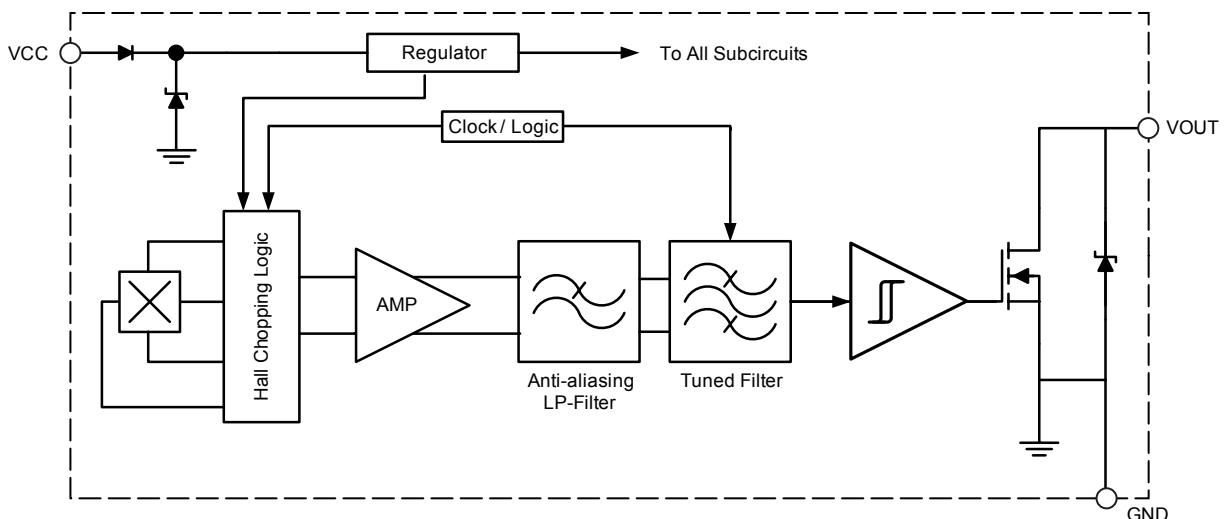 VCC
Regulator
To All Subcircuits
Clock / Logic
VOUT
Hall Chopping Logic
AMP
Anti-aliasing
LP-Filter
Tuned Filter
GND